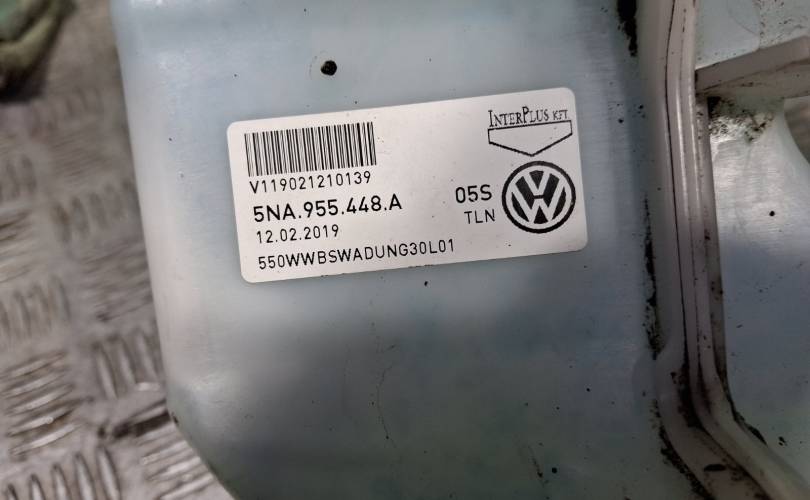 INTERPLUS KFT.
V119021210139
5NA.955.448.A
05S
TLN
12.02.2019
550WWBSWADUNG30L01